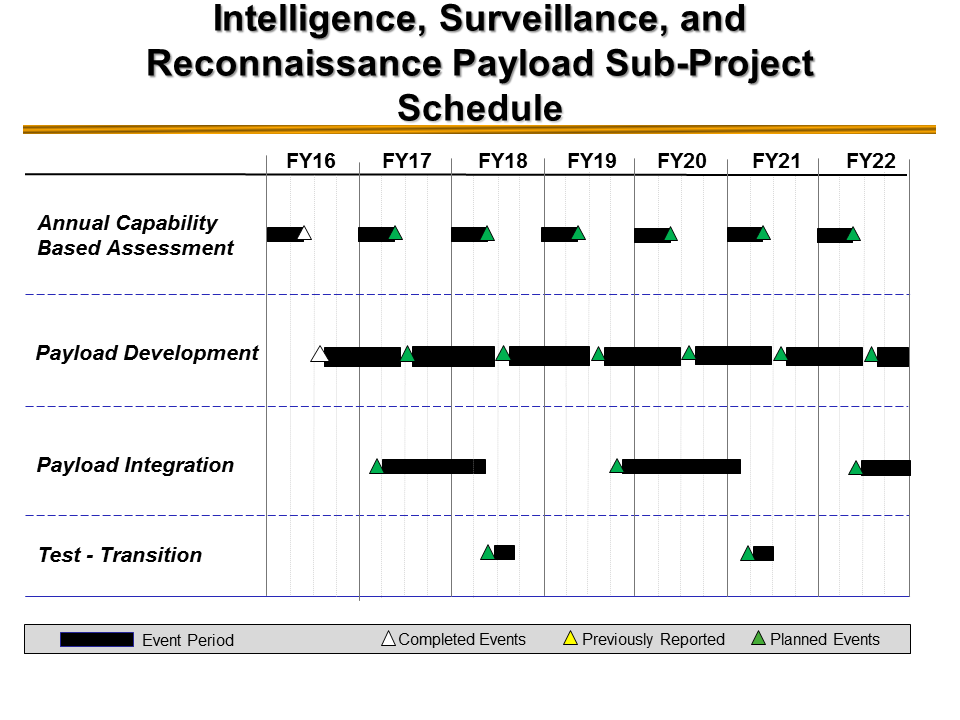 Intelligence, Surveillance, and
Reconnaissance Payload Sub-Project
Schedule
FY16 FY17 FY18 FY19 FY20 FY21 FY22
Annual Capability
Based Assessment
Payload Development
Payload Integration
Test - Transition
Event Period Completed Events Previously Reported Planned Events